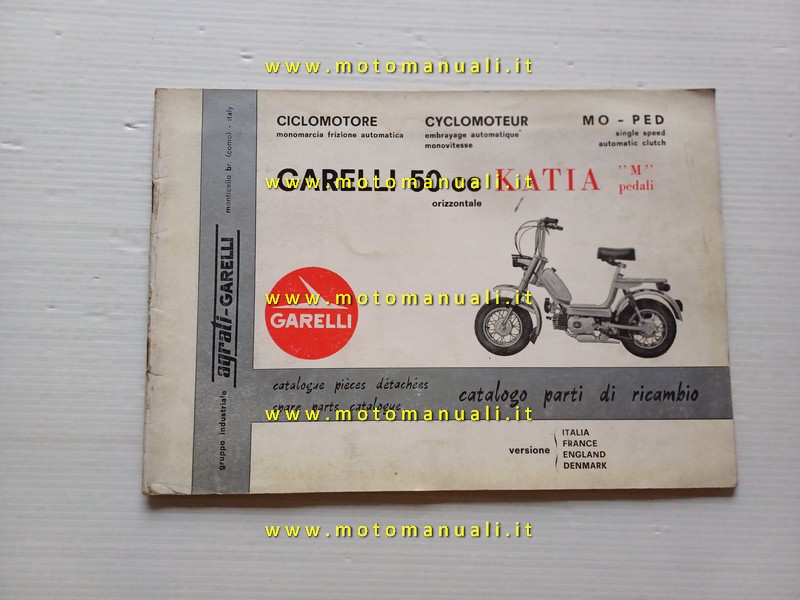 www.motomanuali.it
CICLOMOTORE
monomarcia frizione automatica
CYCLOMOTEUR
embrayage automatique
monovitesse
MO - PED
single speed
automatic clutch
www.motomanuali.it
GARELLI 50 cc KATIA "M"
pedali
orizzontale
www.motomanuali.it
GARELLI
gruppo industriale agrati-GARELLI monticello br. (como) - italy
catalogue pièces détachées
spare parts catalogue
catalogo parti di ricambio
www.motomanuali.it
versione
ITALIA
FRANCE
ENGLAND
DENMARK
www.motomanuali.it